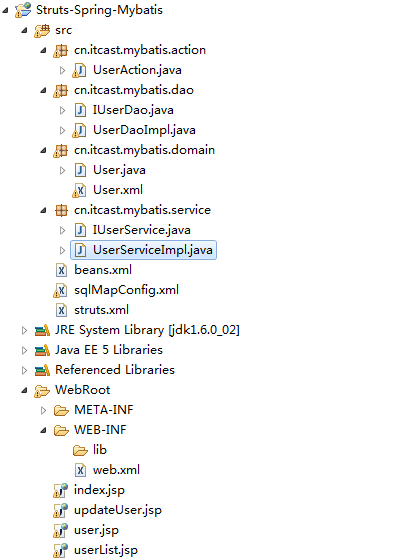 Struts-Spring-Mybatis
src
cn.itcast.mybatis.action
UserAction.java
cn.itcast.mybatis.dao
IUserDao.java
UserDaoImpl.java
cn.itcast.mybatis.domain
User.java
User.xml
cn.itcast.mybatis.service
IUserService.java
UserServiceImpl.java
beans.xml
sqlMapConfig.xml
struts.xml
JRE System Library [jdk1.6.0_02]
Java EE 5 Libraries
Referenced Libraries
WebRoot
META-INF
WEB-INF
lib
web.xml
index.jsp
updateUser.jsp
user.jsp
userList.jsp